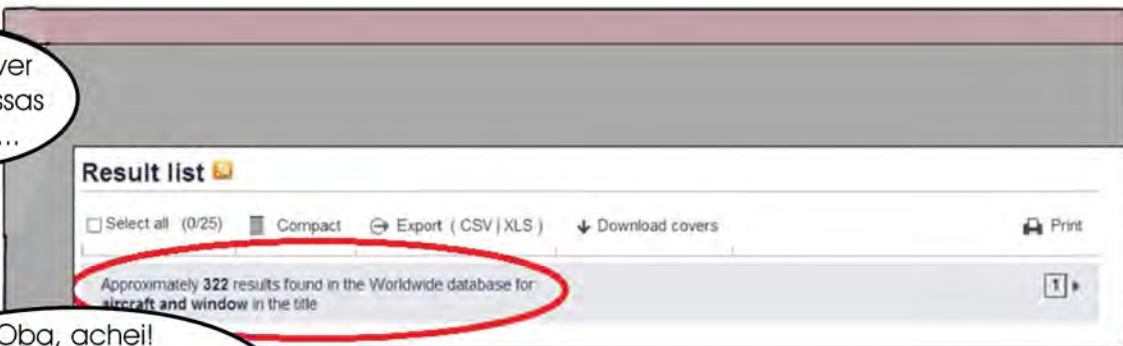 ver
ssas
...
Result list
Select all (0/25) Compact Export ( CSV | XLS ) Download covers Print
Approximately 322 results found in the Worldwide database for
aircraft and window in the title
1
Oba, achei!